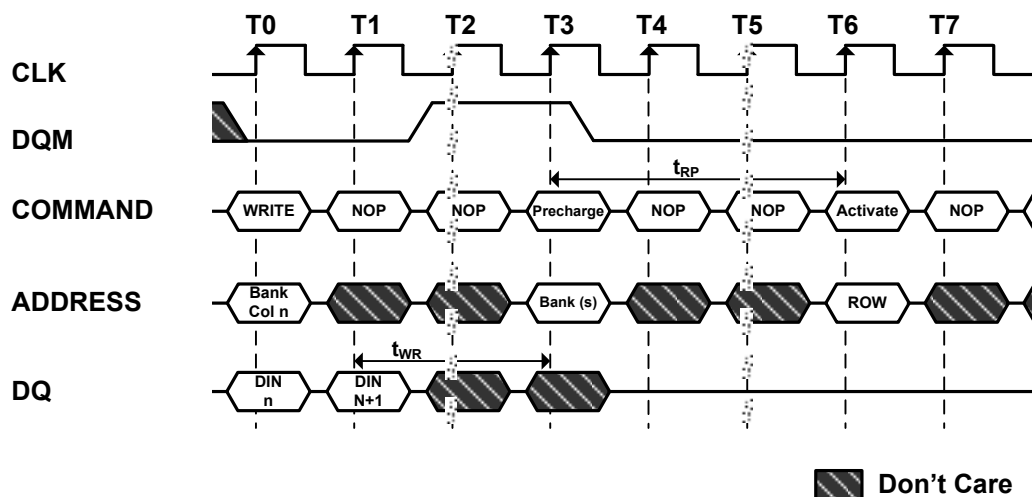 T0 T1 T2 T3 T4 T5 T6 T7
CLK
DQM
tRP
COMMAND WRITE NOP NOP Precharge NOP NOP Activate NOP
ADDRESS Bank Col n Bank (s) ROW
tWR
DQ DIN n DIN N+1
Don't Care